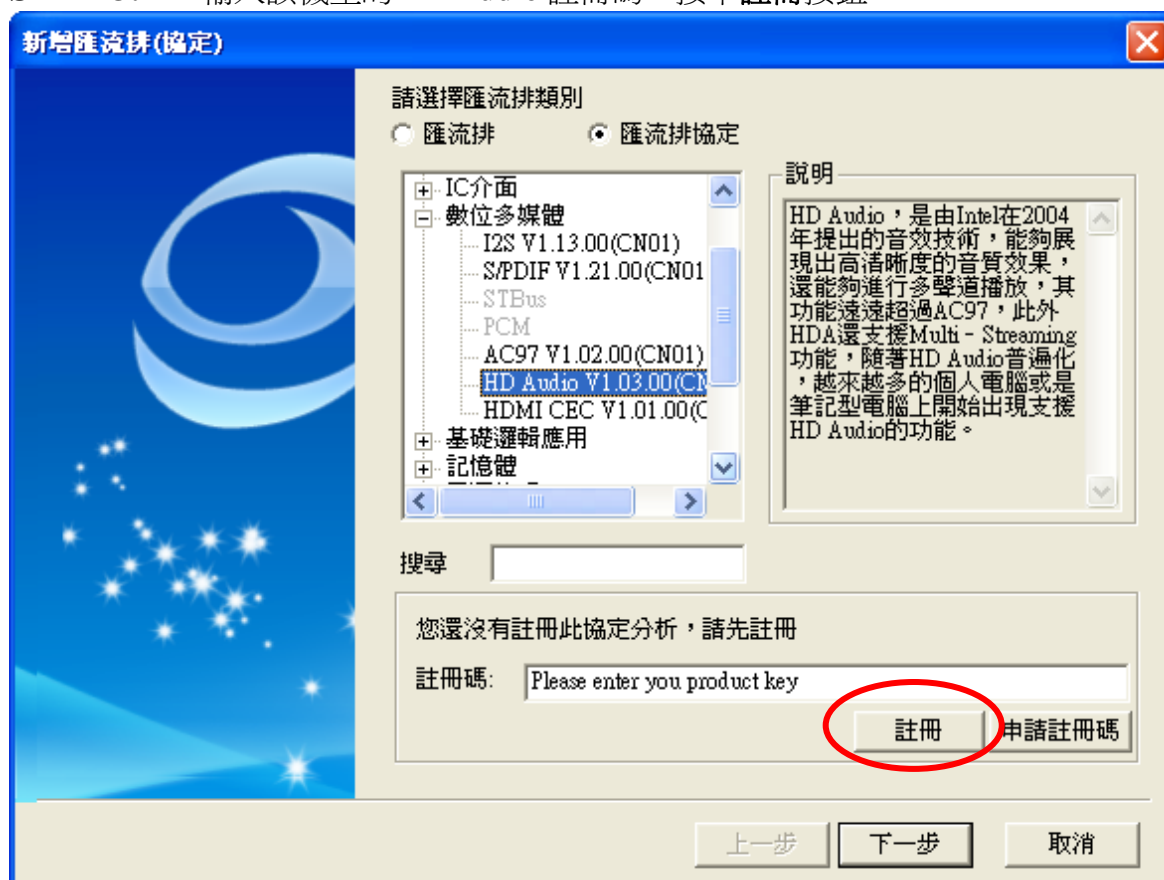 新增匯流排(協定)
請選擇匯流排類別
匯流排 匯流排協定
IC介面
數位多媒體
I2S V1.13.00(CN01)
S/PDIF V1.21.00(CN01
STBus
PCM
AC97 V1.02.00(CN01)
HD Audio V1.03.00(CN
HDMI CEC V1.01.00(C
基礎邏輯應用
記憶體
說明
HD Audio，是由Intel在2004
年提出的音效技術，能夠展
現出高清晰度的音質效果，
還能夠進行多聲道播放，其
功能遠遠超過AC97，此外
HDA還支援Multi - Streaming
功能，隨著HD Audio普遍化
，越來越多的個人電腦或是
筆記型電腦上開始出現支援
HD Audio的功能。
搜尋
您還沒有註冊此協定分析，請先註冊
註冊碼: Please enter you product key
註冊 申請註冊碼
上一步 下一步 取消